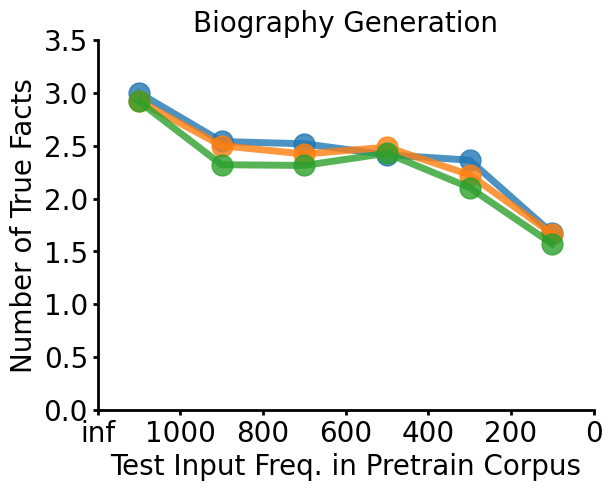 Biography Generation
Number of True Facts
3.5
3.0
2.5
2.0
1.5
1.0
0.5
0.0
inf 1000 800 600 400 200 0
Test Input Freq. in Pretrain Corpus